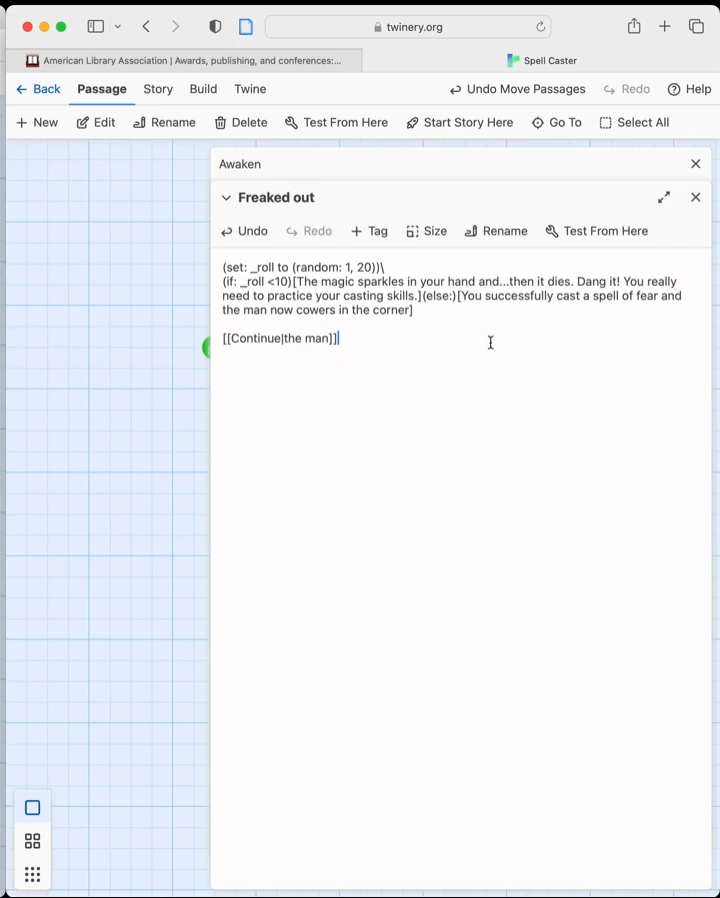 twinery.org
American Library Association | Awards, publishing, and conferences:...
Spell Caster
Back Passage Story Build Twine Undo Move Passages Redo Help
New Edit Rename Delete Test From Here Start Story Here Go To Select All
Awaken
Freaked out
Undo Redo + Tag Size Rename Test From Here
(set: _roll to (random: 1, 20))\
(if: _roll <10)[The magic sparkles in your hand and...then it dies. Dang it! You really
need to practice your casting skills.](else:)[You successfully cast a spell of fear and
the man now cowers in the corner]
[[Continue|the man]]